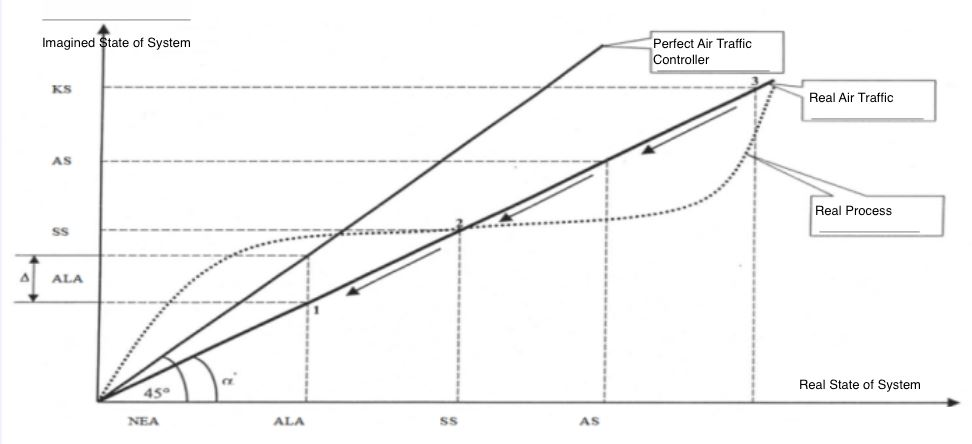 Imagined State of System
Perfect Air Traffic
Controller
KS
3
Real Air Traffic
AS
Real Process
SS
2
Δ
ALA
1
45°
α
Real State of System
NEA
ALA
SS
AS